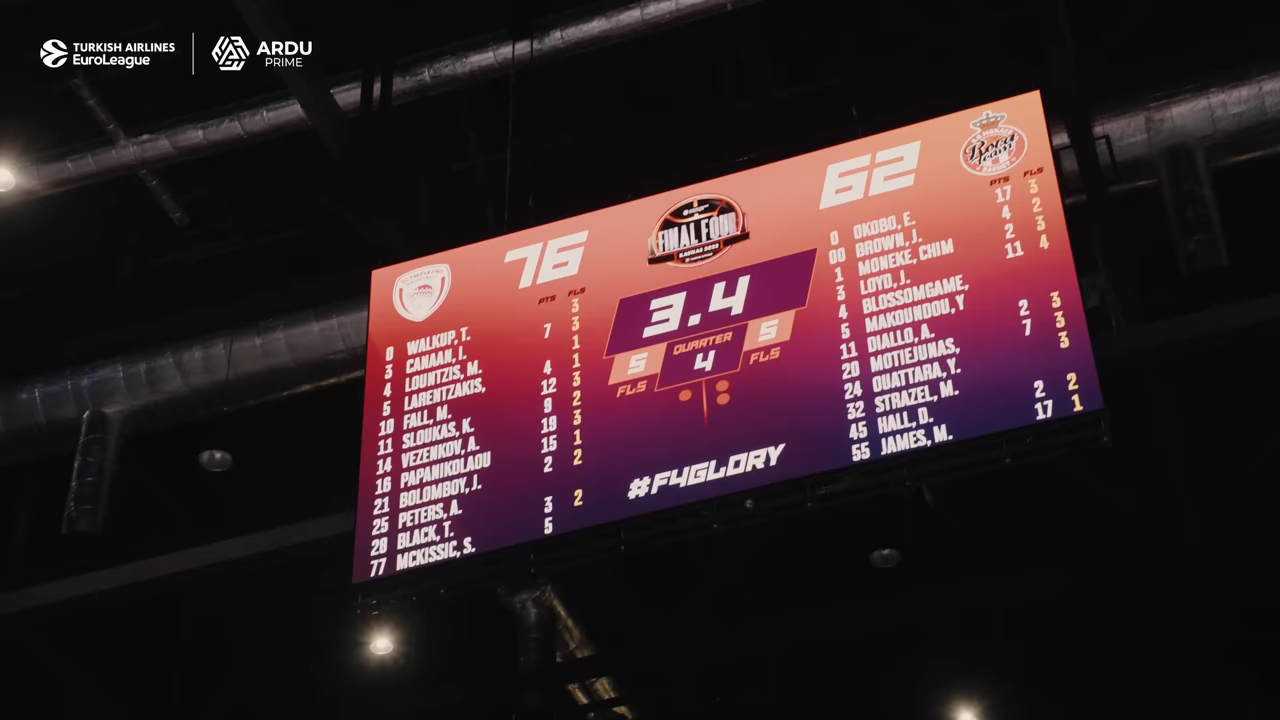 TURKISH AIRLINES
EuroLeague
ARDU
PRIME
76
62
FINAL FOUR
KAUNAS 2023
Roca
team
3.4
QUARTER
4
5
FLS
5
FLS
#F4GLORY
PTS FLS
0 WALKUP, T. 3
3 CANAAN, I. 7 3
4 LOUNTZIS, M. 1
5 LARENTZAKIS, 4 1
10 FALL, M. 12 3
11 SLOUKAS, K. 9 2
14 VEZENKOV, A. 19 3
16 PAPANIKOLAOU 15 1
21 BOLOMBOY, J. 2 2
25 PETERS, A.
28 BLACK, T. 3 2
77 MCKISSIC, S. 5
PTS FLS
0 OKOBO, E. 17 3
00 BROWN, J. 4 2
1 MONEKE, CHIM 2 3
3 LOYD, J. 11 4
4 BLOSSOMGAME,
5 MAKOUNDOU, Y
11 DIALLO, A. 2 3
20 MOTIEJUNAS, 7 3
24 OUATTARA, Y. 3
32 STRAZEL, M.
45 HALL, D. 2 2
55 JAMES, M. 17 1